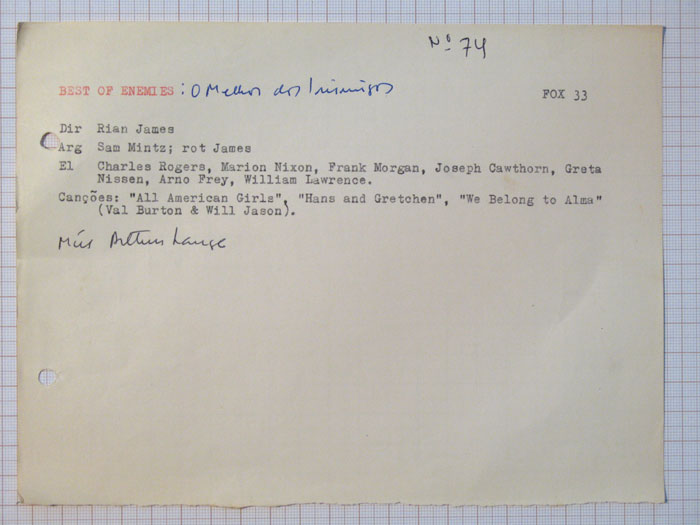 Nº 74
BEST OF ENEMIES : O Melhor dos Inimigos FOX 33
Dir Rian James
Arg Sam Mintz; rot James
El Charles Rogers, Marion Nixon, Frank Morgan, Joseph Cawthorn, Greta
Nissen, Arno Frey, William Lawrence.
Canções: "All American Girls", "Hans and Gretchen", "We Belong to Alma"
(Val Burton & Will Jason).
Mús Arthur Lange